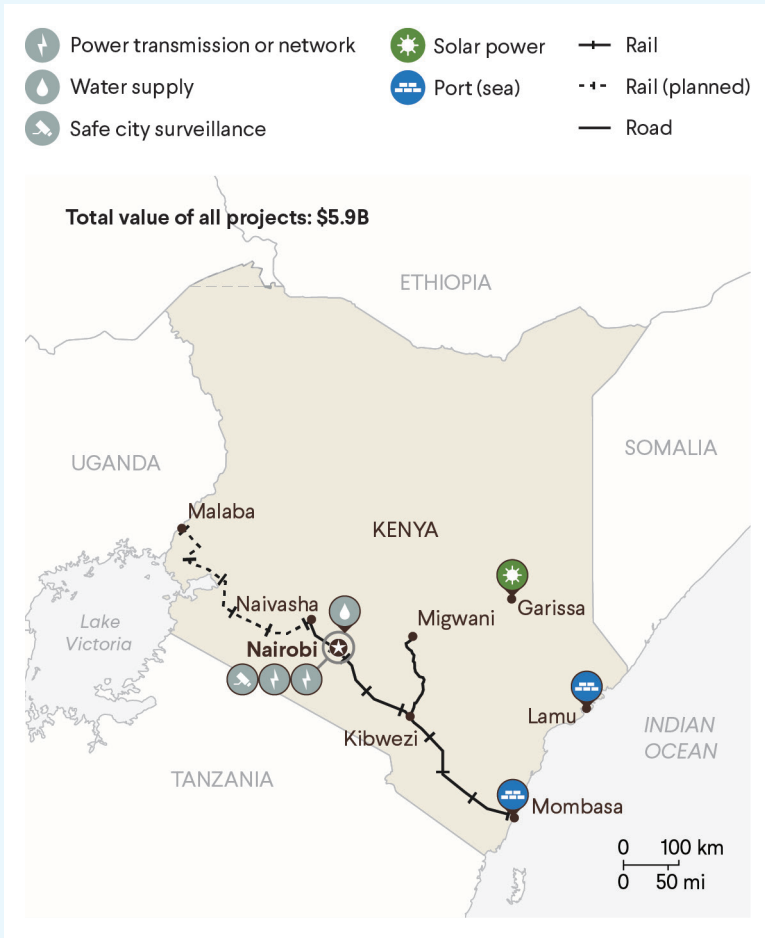 Power transmission or network
Water supply
Safe city surveillance
Solar power
Port (sea)
Rail
Rail (planned)
Road
Total value of all projects: $5.9B
ETHIOPIA
UGANDA
SOMALIA
Malaba
KENYA
Lake
Victoria
Naivasha
Garissa
Migwani
Nairobi
Lamu
Kibwezi
INDIAN
OCEAN
TANZANIA
Mombasa
0 100 km
0 50 mi